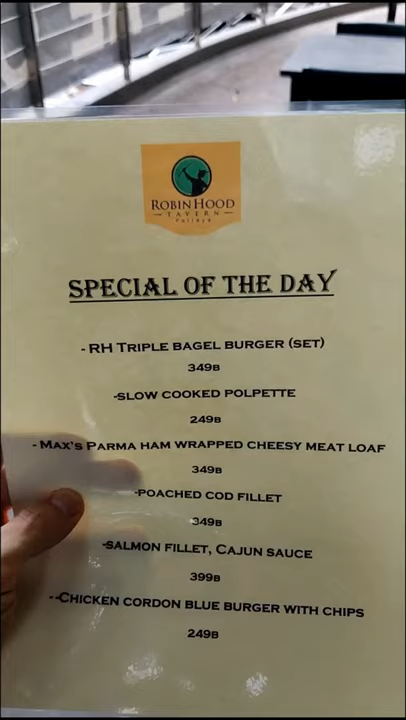 ROBIN HOOD
- TAVERN -
Pattaya
SPECIAL OF THE DAY
- RH TRIPLE BAGEL BURGER (SET)
349B
-SLOW COOKED POLPETTE
249B
- MAX'S PARMA HAM WRAPPED CHEESY MEAT LOAF
349B
-POACHED COD FILLET
349B
-SALMON FILLET, CAJUN SAUCE
399B
--CHICKEN CORDON BLUE BURGER WITH CHIPS
249B